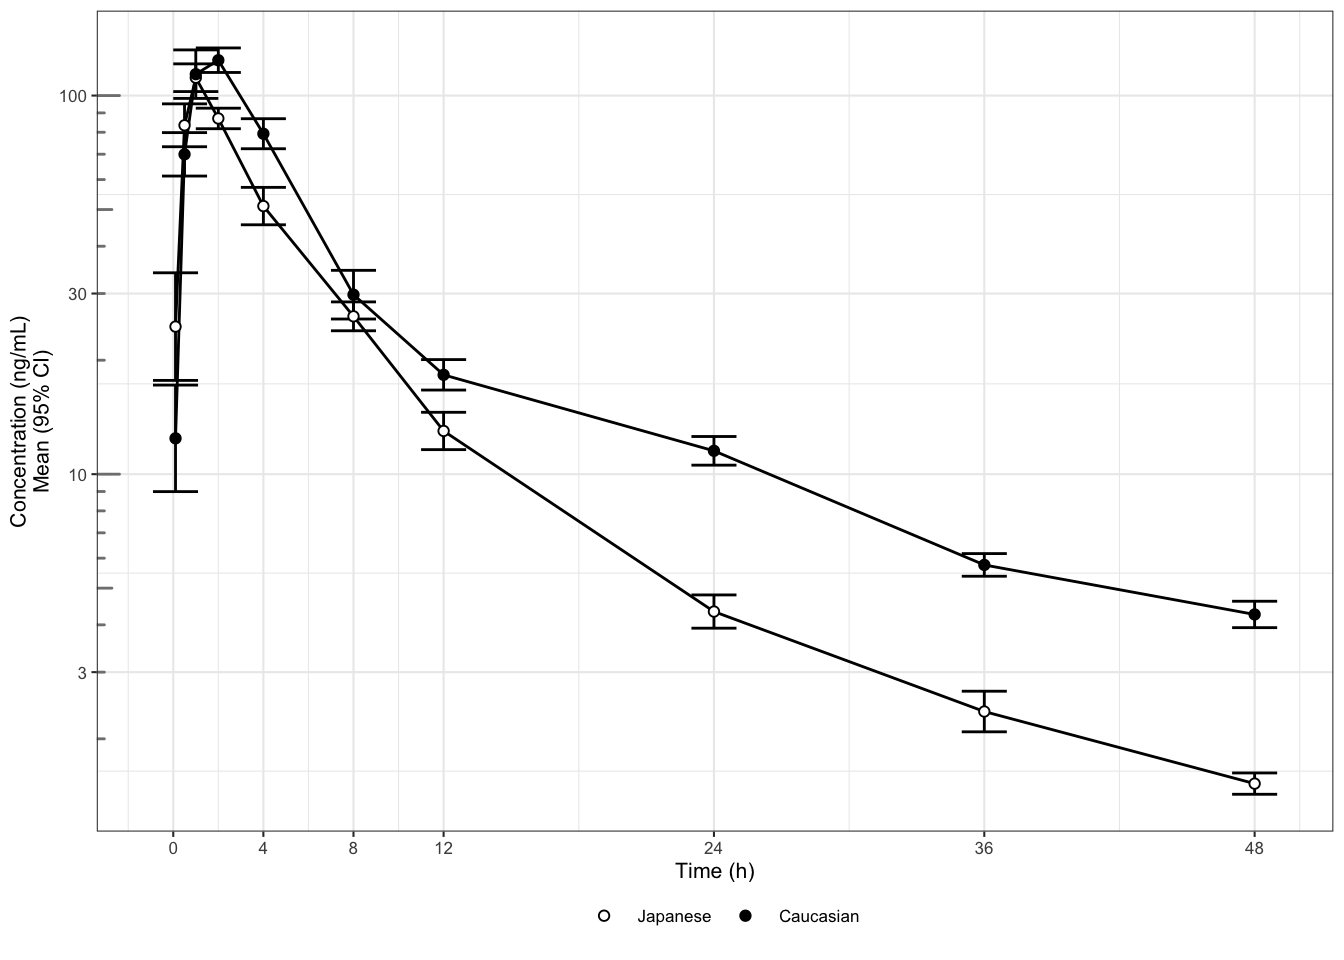 Concentration (ng/mL)
Mean (95% CI)
100
30
10
3
0 4 8 12 24 36 48
Time (h)
Japanese Caucasian